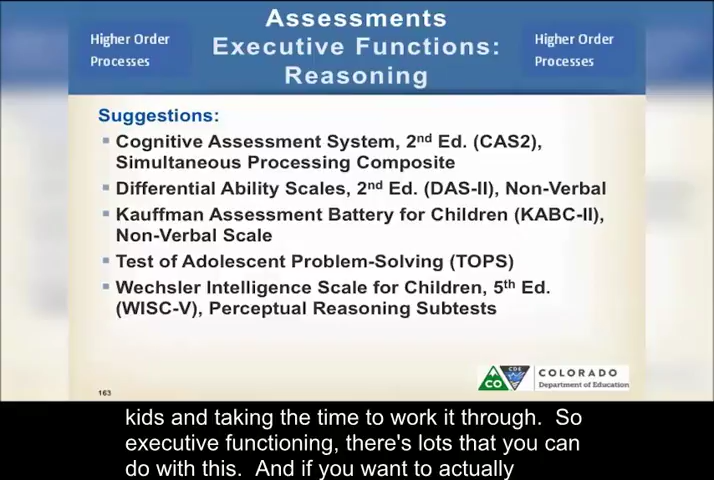 Assessments
Higher Order
Processes
Executive Functions:
Reasoning
Higher Order
Processes
Suggestions:
Cognitive Assessment System, 2nd Ed. (CAS2),
Simultaneous Processing Composite
Differential Ability Scales, 2nd Ed. (DAS-II), Non-Verbal
Kauffman Assessment Battery for Children (KABC-II),
Non-Verbal Scale
Test of Adolescent Problem-Solving (TOPS)
Wechsler Intelligence Scale for Children, 5th Ed.
(WISC-V), Perceptual Reasoning Subtests
163
CO
CDE
COLORADO
Department of Education
kids and taking the time to work it through.  So
executive functioning, there's lots that you can
do with this.  And if you want to actually